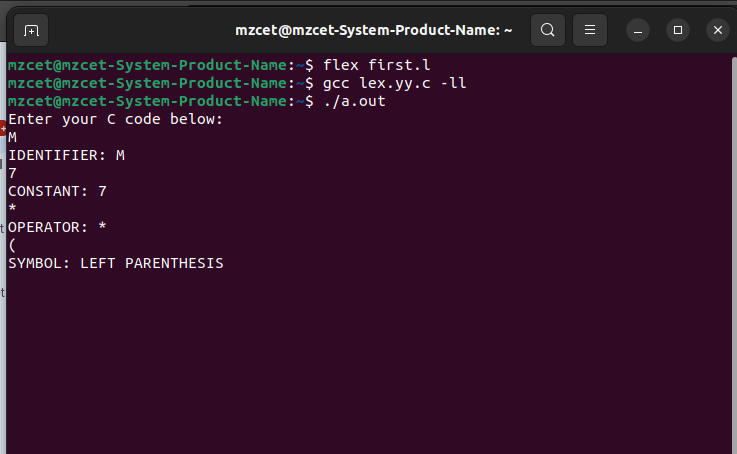 mzcet@mzcet-System-Product-Name: ~
mzcet@mzcet-System-Product-Name:~$ flex first.l
mzcet@mzcet-System-Product-Name:~$ gcc lex.yy.c -ll
mzcet@mzcet-System-Product-Name:~$ ./a.out
Enter your C code below:
M
IDENTIFIER: M
7
CONSTANT: 7
*
OPERATOR: *
(
SYMBOL: LEFT PARENTHESIS